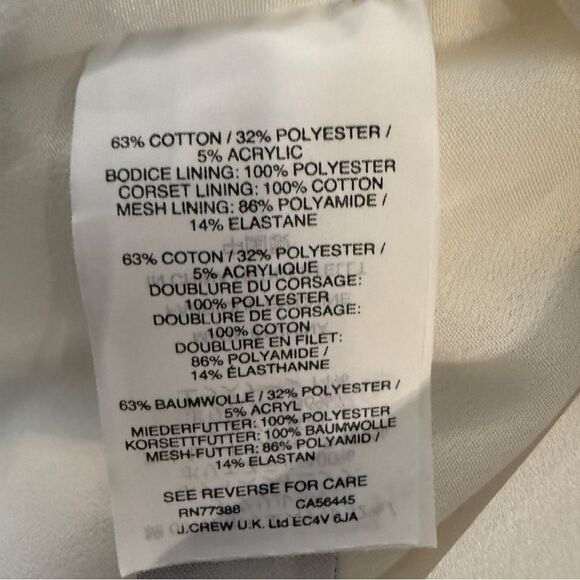 63% COTTON / 32% POLYESTER /
5% ACRYLIC
BODICE LINING: 100% POLYESTER
CORSET LINING: 100% COTTON
MESH LINING: 86% POLYAMIDE /
14% ELASTANE
63% COTON / 32% POLYESTER /
5% ACRYLIQUE
DOUBLURE DU CORSAGE:
100% POLYESTER
DOUBLURE DE CORSAGE:
100% COTON
DOUBLURE EN FILET:
86% POLYAMIDE /
14% ÉLASTHANNE
63% BAUMWOLLE / 32% POLYESTER /
5% ACRYL
MIEDERFUTTER: 100% POLYESTER
KORSETTFUTTER: 100% BAUMWOLLE
MESH-FUTTER: 86% POLYAMID /
14% ELASTAN
SEE REVERSE FOR CARE
RN77388 CA56445
J.CREW U.K. Ltd EC4V 6JA